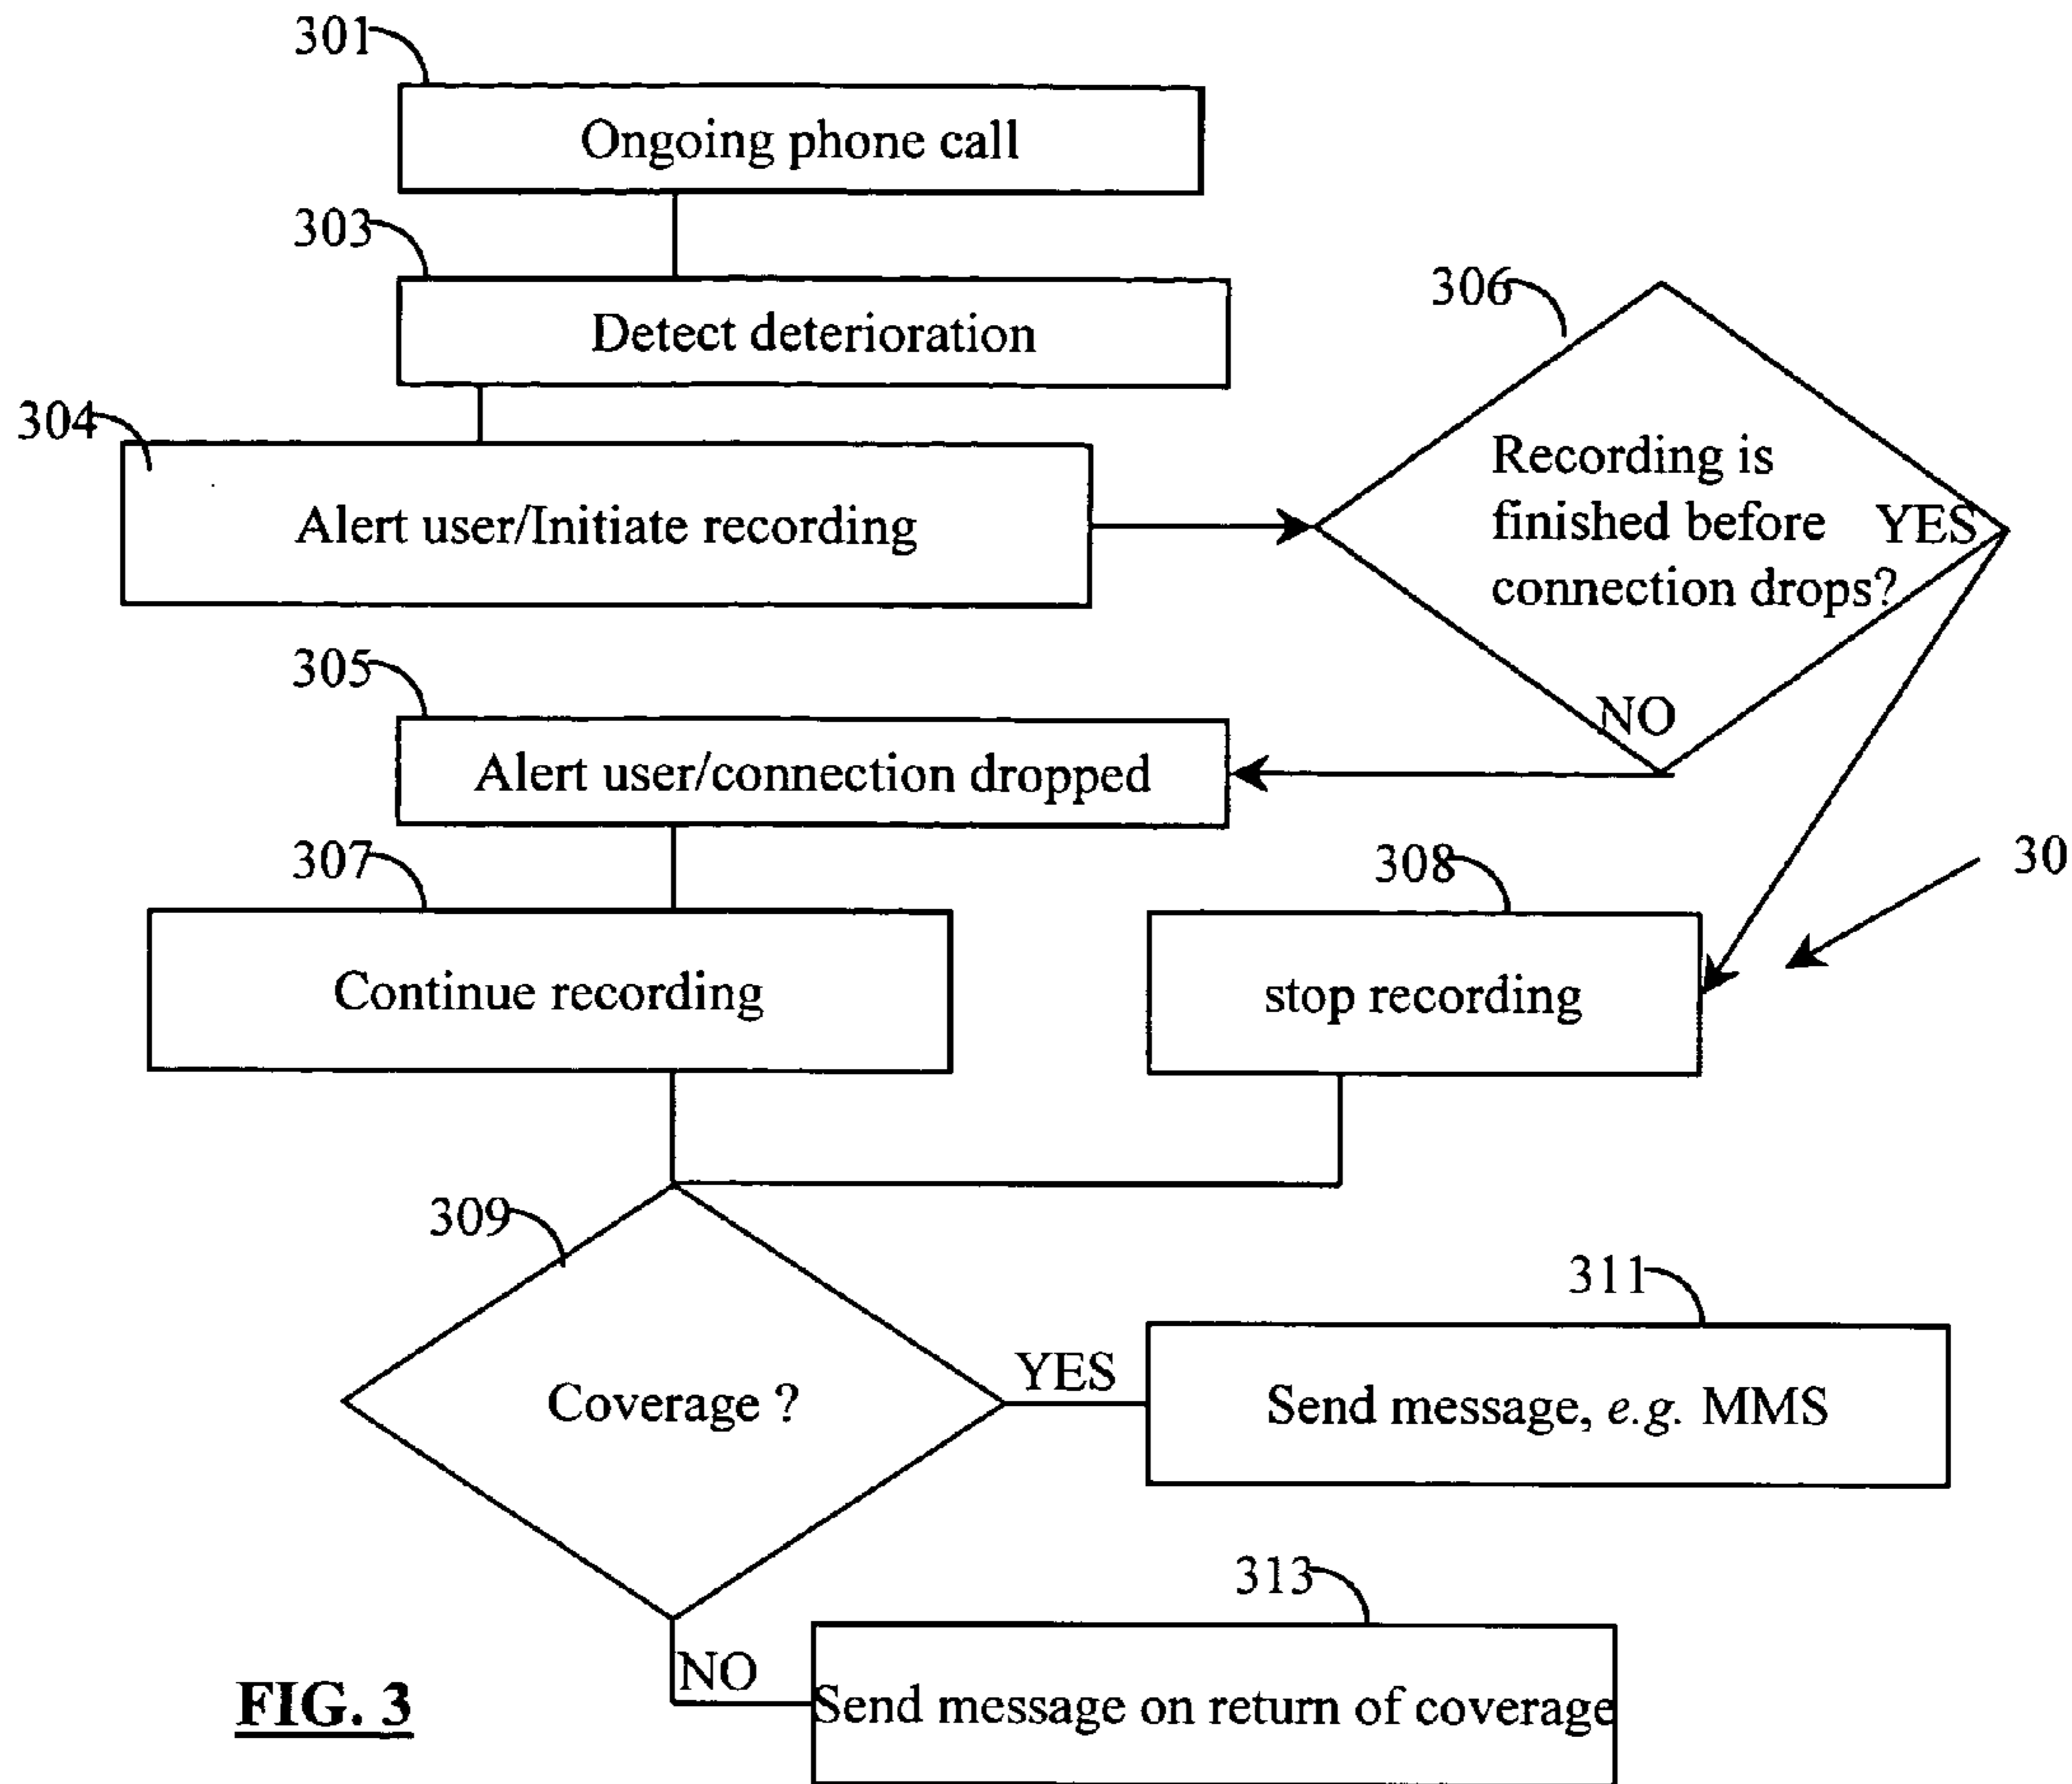 301
Ongoing phone call
303
Detect deterioration
306
304
Alert user/Initiate recording
Recording is
finished before
connection drops?
YES
NO
305
Alert user/connection dropped
307
Continue recording
308
stop recording
30
309
Coverage ?
YES
311
Send message, e.g. MMS
NO
313
Send message on return of coverage
FIG. 3